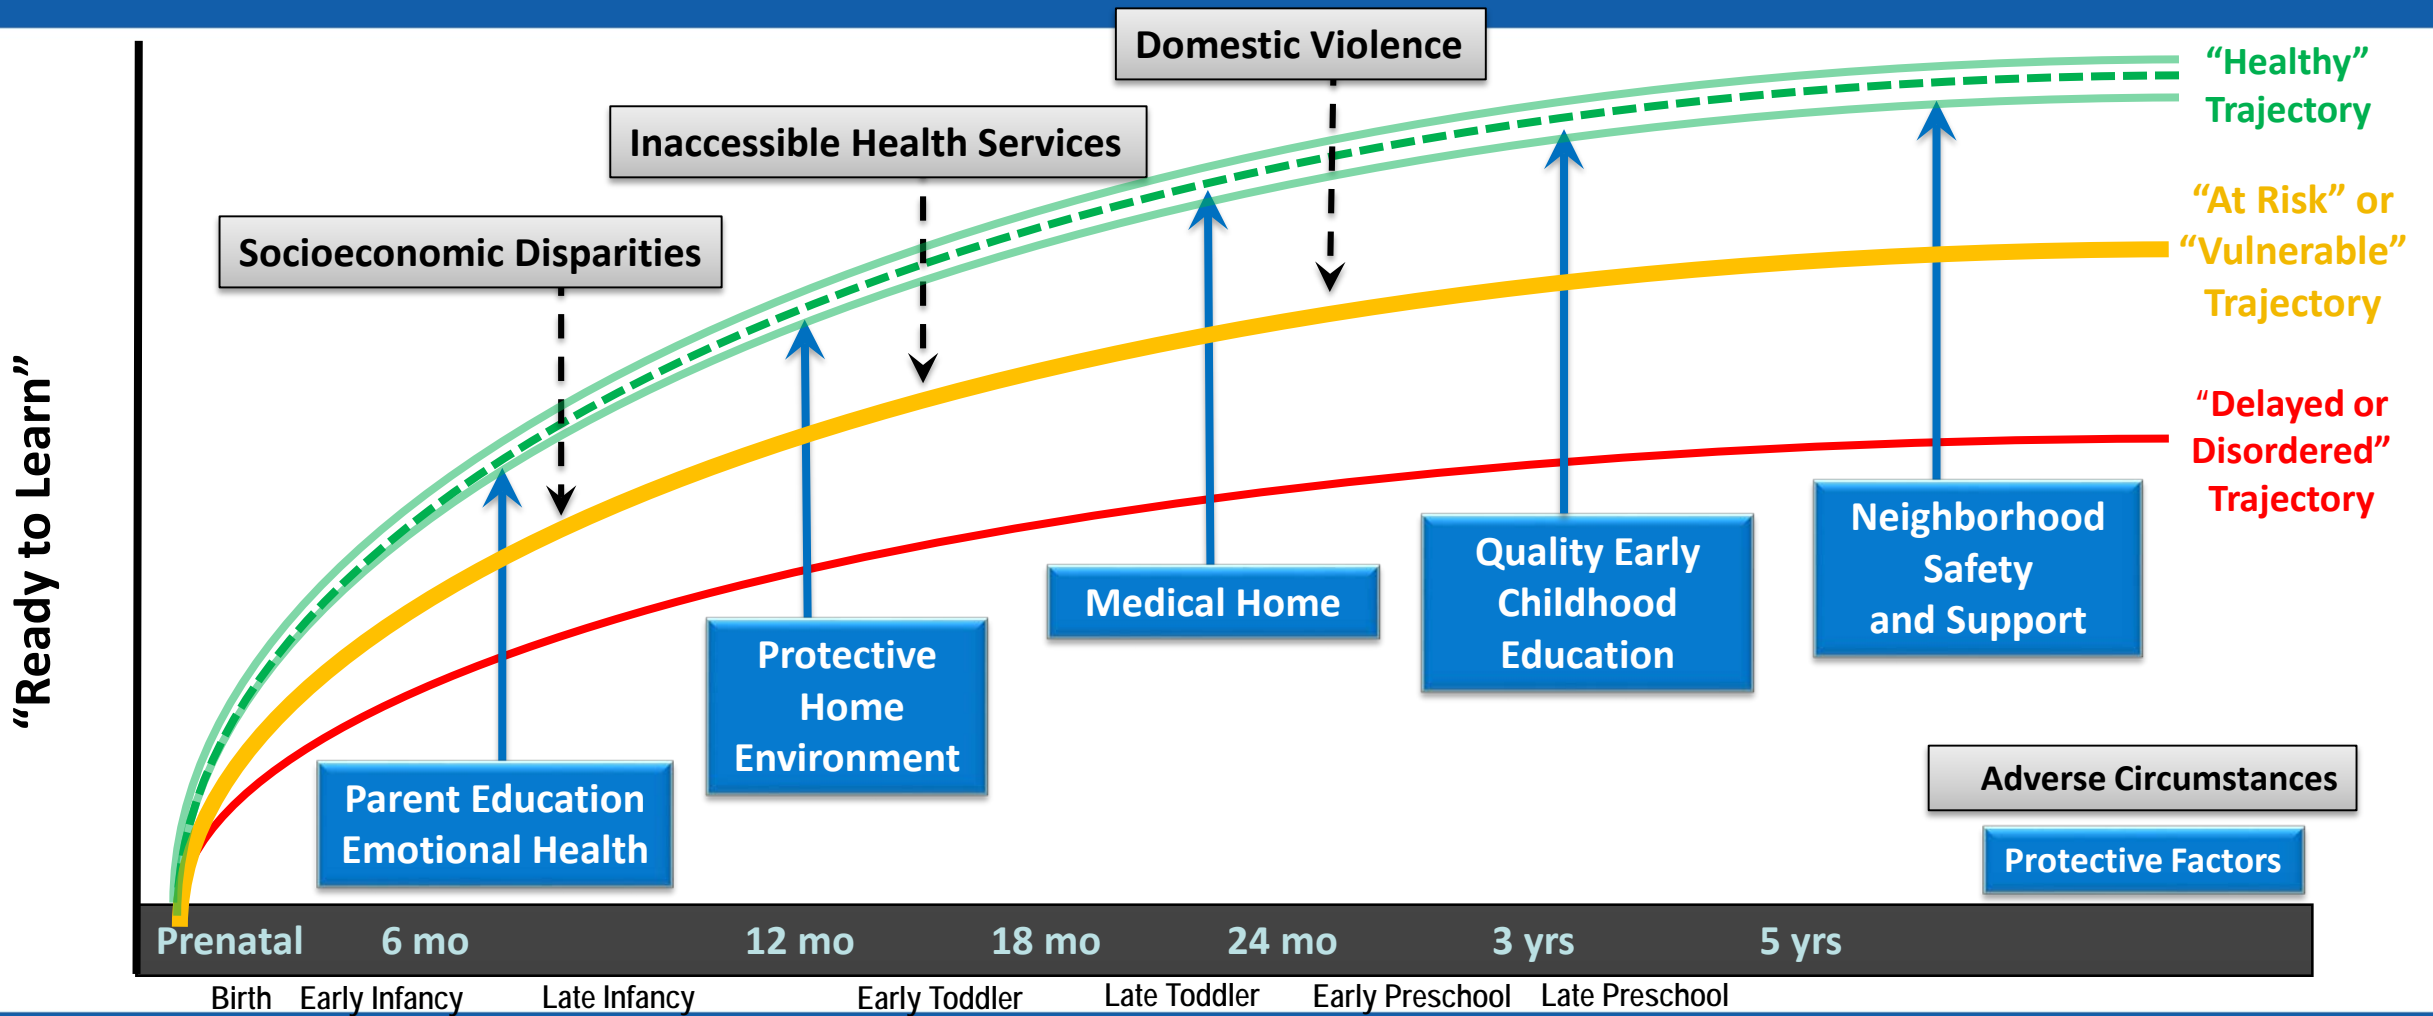 Domestic Violence
Inaccessible Health Services
Socioeconomic Disparities
“Healthy”
Trajectory
“At Risk” or
“Vulnerable”
Trajectory
“Delayed or
Disordered”
Trajectory
“Ready to Learn”
Parent Education
Emotional Health
Protective
Home
Environment
Medical Home
Quality Early
Childhood
Education
Neighborhood
Safety
and Support
Adverse Circumstances
Protective Factors
Prenatal 6 mo 12 mo 18 mo 24 mo 3 yrs 5 yrs
Birth Early Infancy Late Infancy Early Toddler Late Toddler Early Preschool Late Preschool